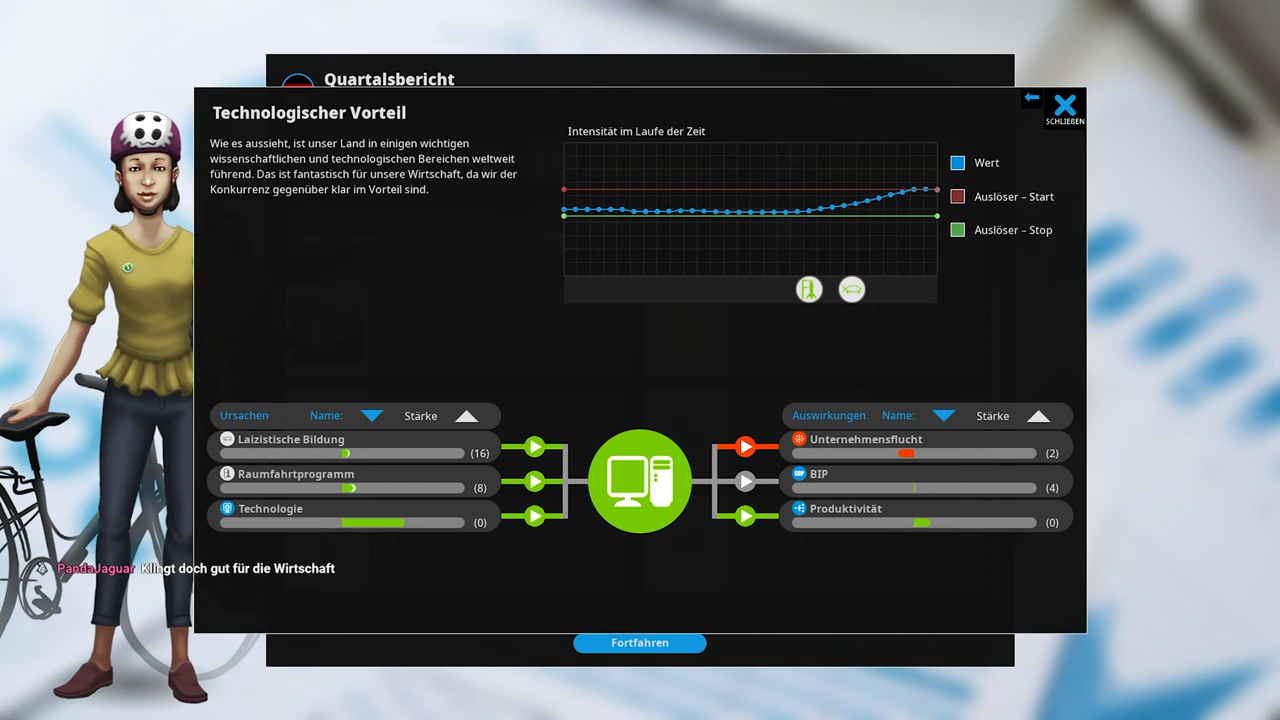 Quartalsbericht
Technologischer Vorteil
SCHLIEßEN
Wie es aussieht, ist unser Land in einigen wichtigen
wissenschaftlichen und technologischen Bereichen weltweit
führend. Das ist fantastisch für unsere Wirtschaft, da wir der
Konkurrenz gegenüber klar im Vorteil sind.
Intensität im Laufe der Zeit
Wert
Auslöser – Start
Auslöser – Stop
Ursachen Name: Stärke
Laizistische Bildung
(16)
Raumfahrtprogramm
(8)
Technologie
(0)
Auswirkungen Name: Stärke
Unternehmensflucht
(2)
GDP BIP
(4)
Produktivität
(0)
PandaJaguar Klingt doch gut für die Wirtschaft
Fortfahren